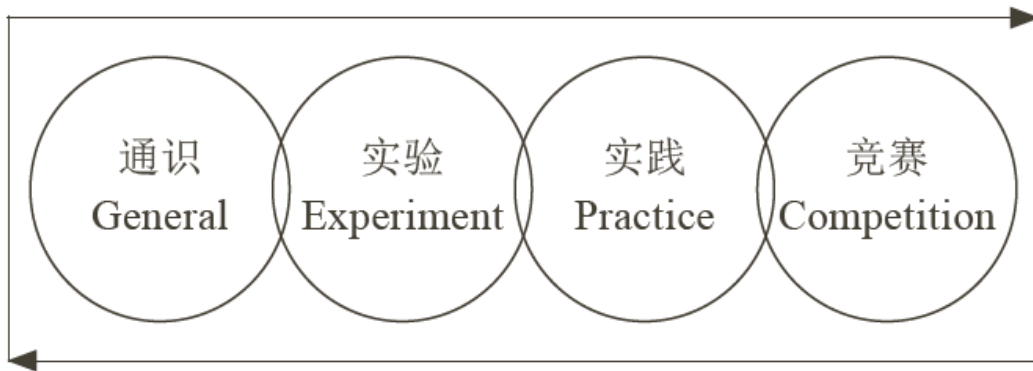 通识
General
实验
Experiment
实践
Practice
竞赛
Competition